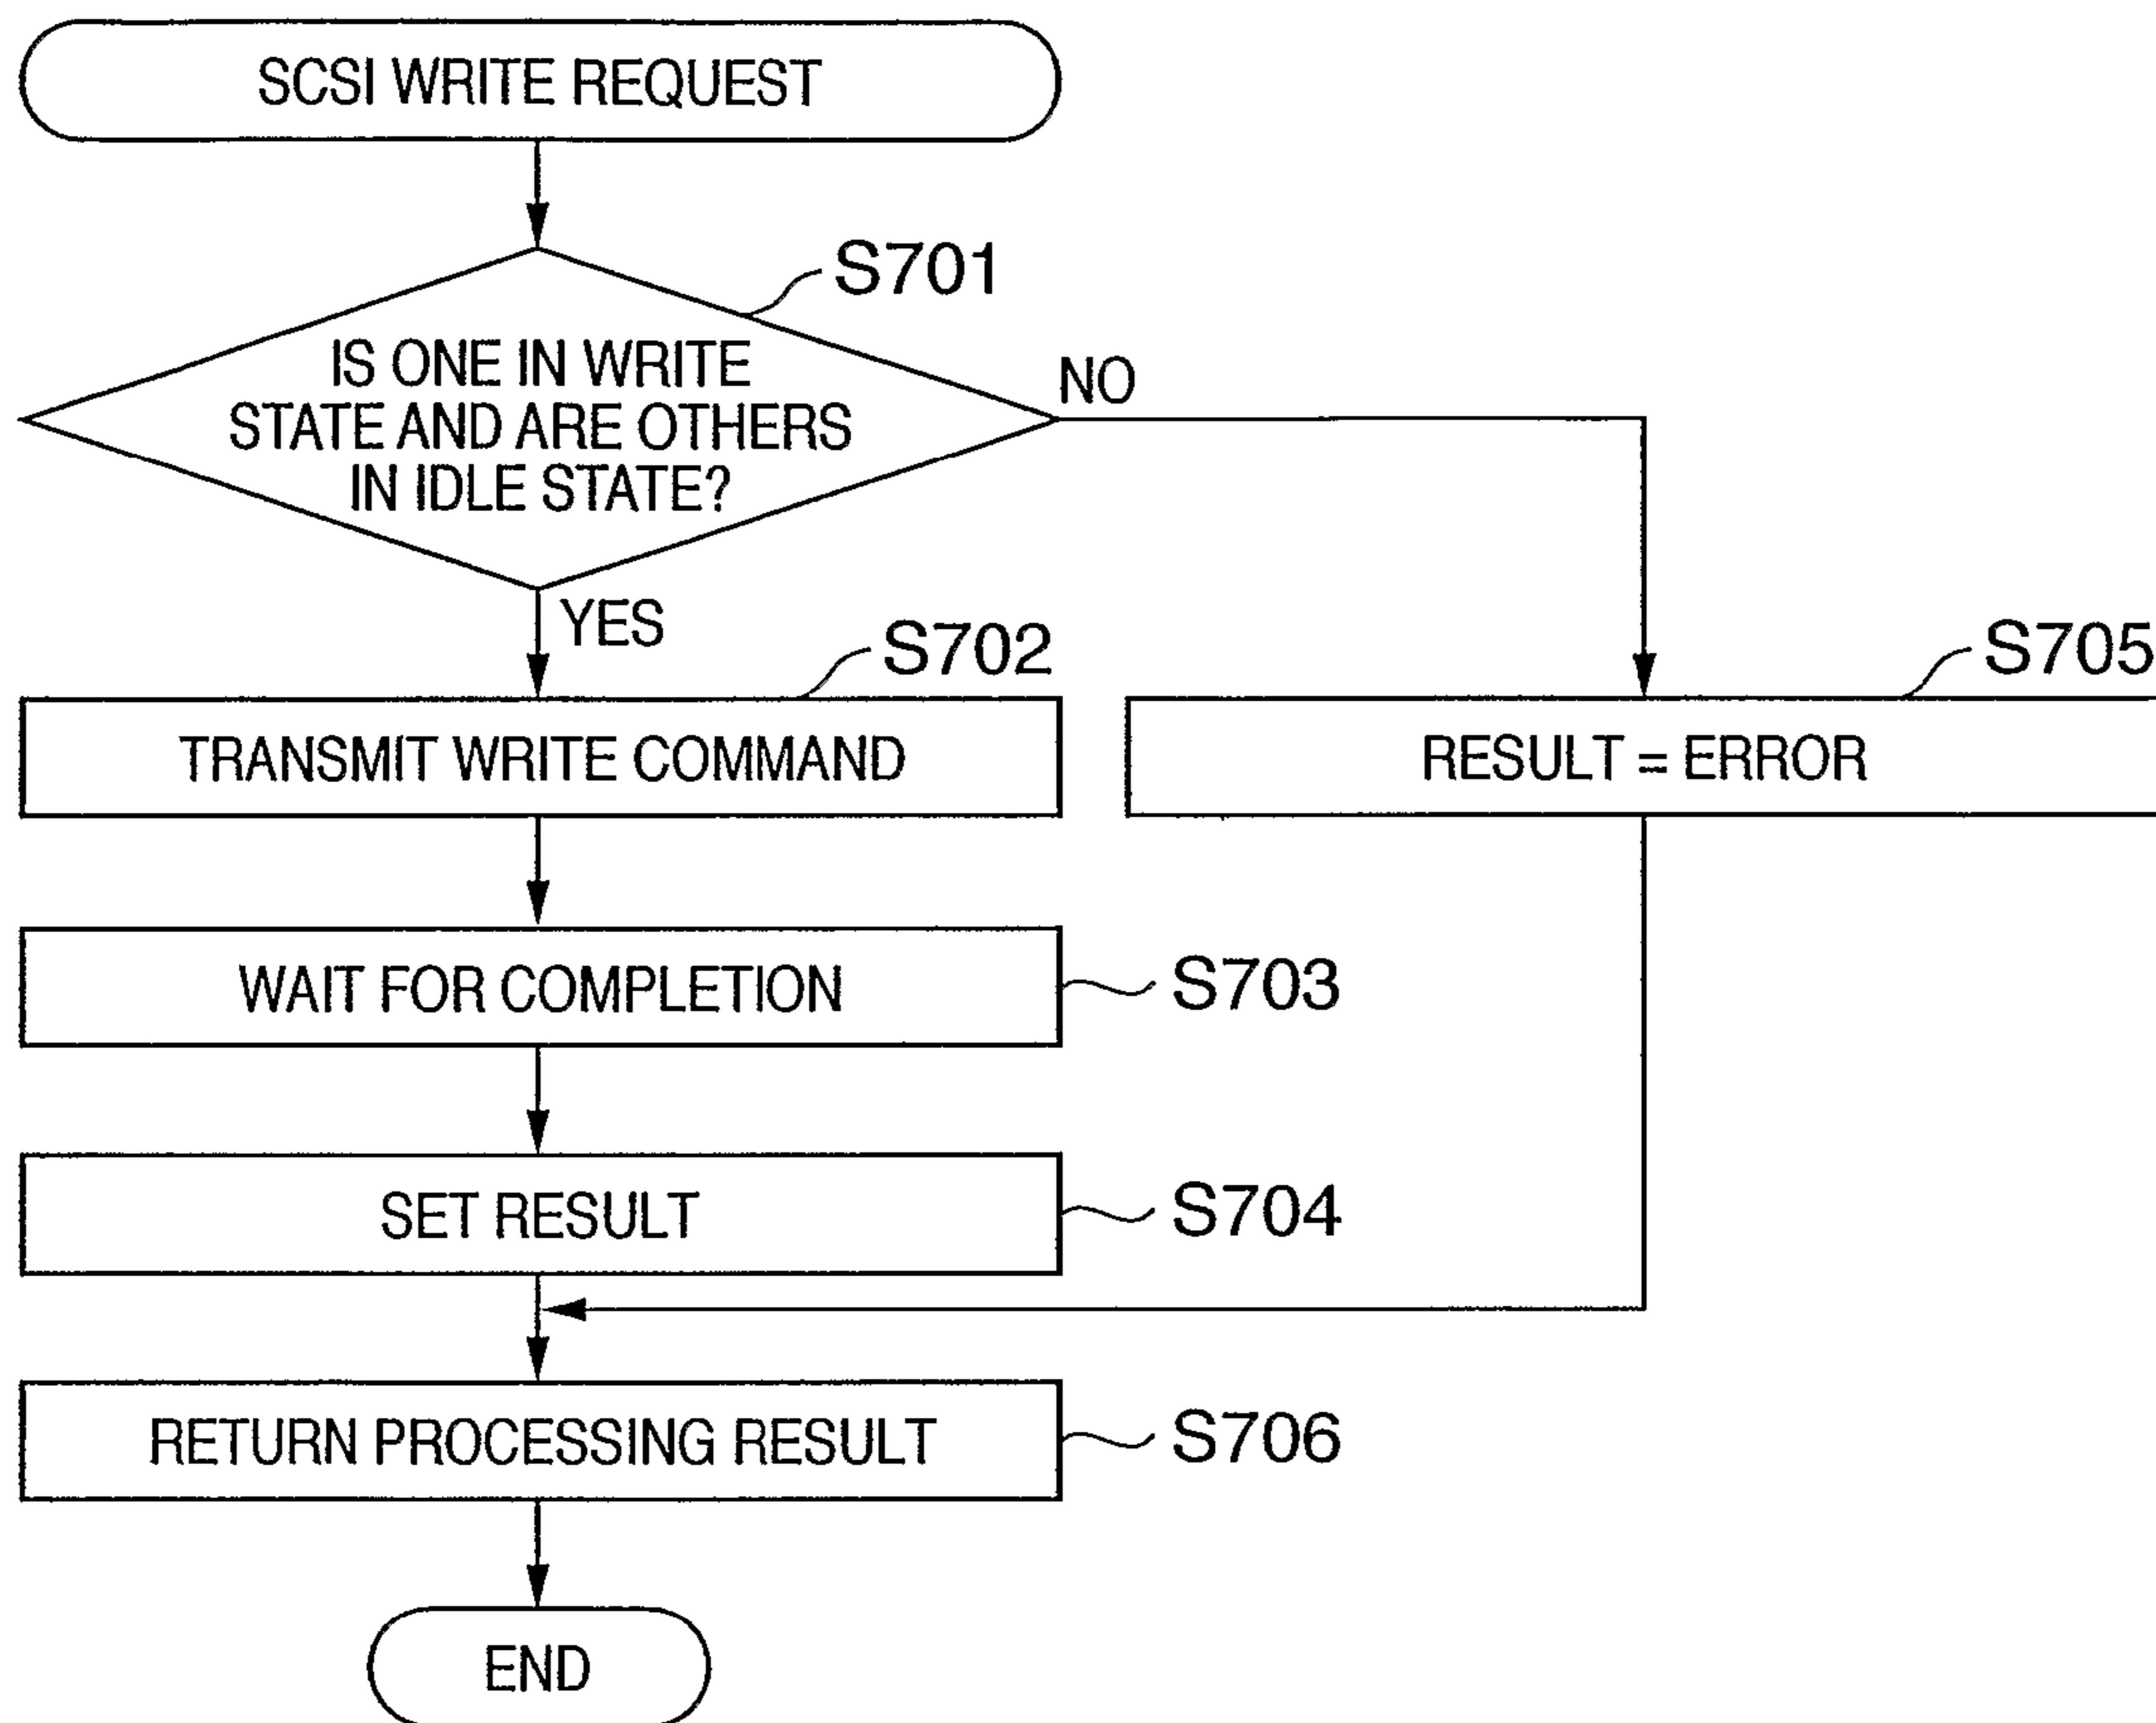 SCSI WRITE REQUEST
S701
IS ONE IN WRITE
STATE AND ARE OTHERS
IN IDLE STATE?
NO
YES
S702
S705
TRANSMIT WRITE COMMAND
RESULT = ERROR
WAIT FOR COMPLETION
S703
SET RESULT
S704
RETURN PROCESSING RESULT
S706
END